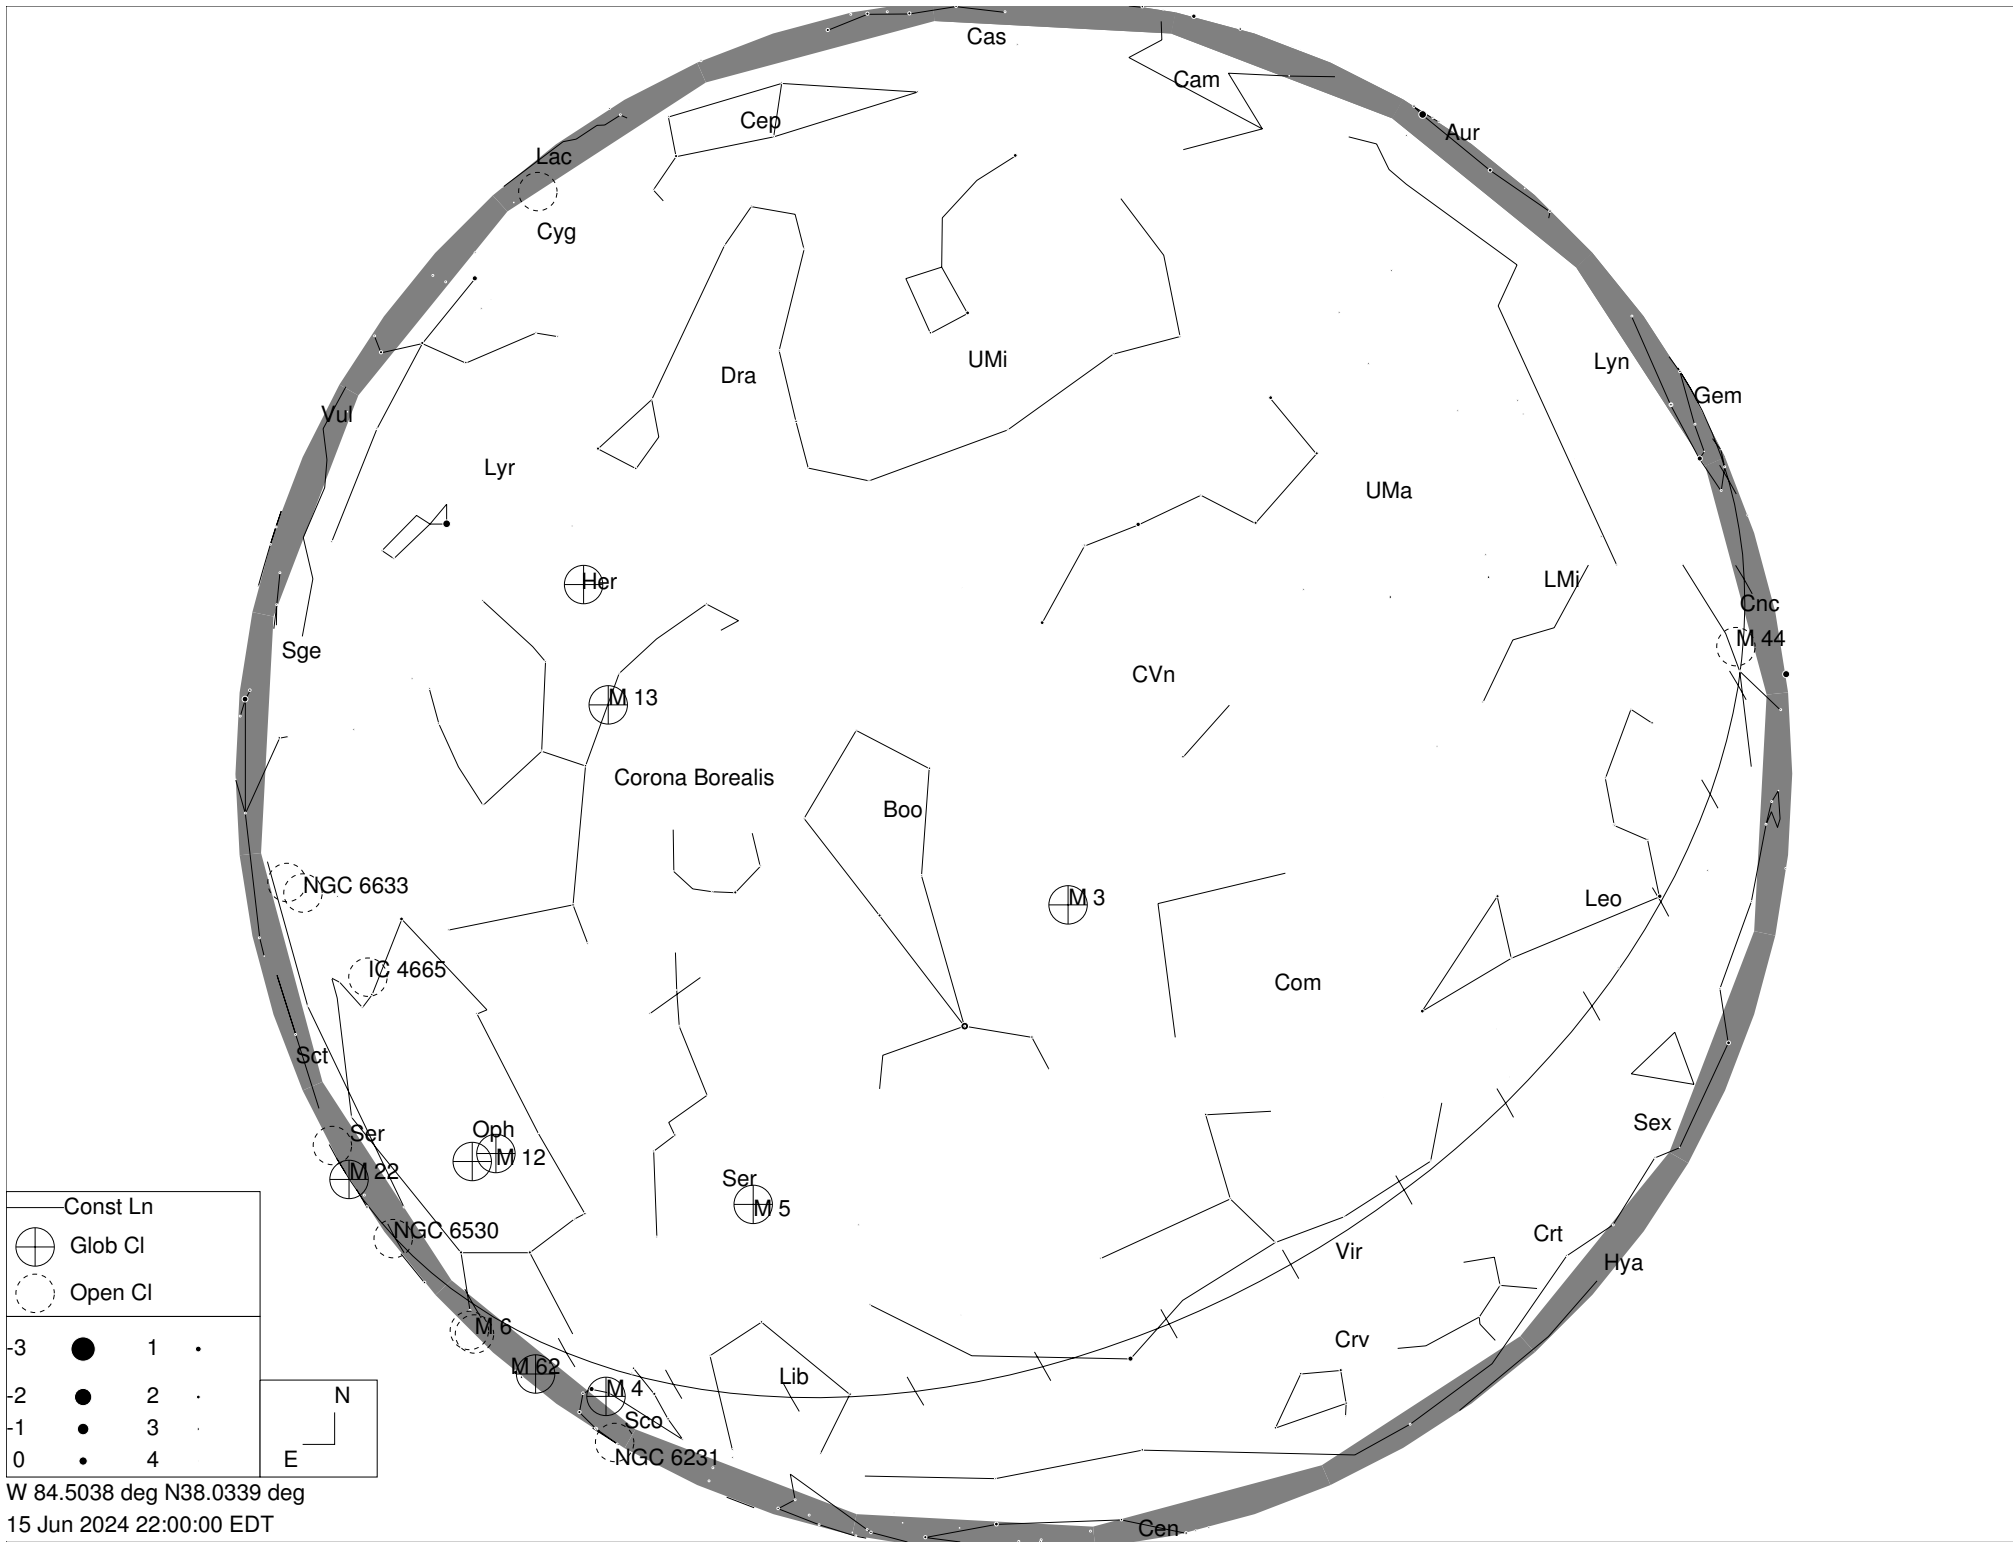 Cas
Cam
Cep
Aur
Lac
Cyg
UMi
Lyn
Dra
Gem
Vul
Lyr
UMa
Her
LMi
Cnc
M 44
Sge
CVn
M 13
Corona Borealis
Boo
NGC 6633
M 3
Leo
IC 4665
Com
Sct
Sex
Ser
Oph
M 12
M 22
Ser
M 5
NGC 6530
Crt
Vir
Hya
M 6
Crv
M 62
Lib
M 4
Sco
NGC 6231
Cen
Const Ln
Glob Cl
Open Cl
-3 1
-2 2
-1 3
0 4
N
E
W 84.5038 deg N38.0339 deg
15 Jun 2024 22:00:00 EDT